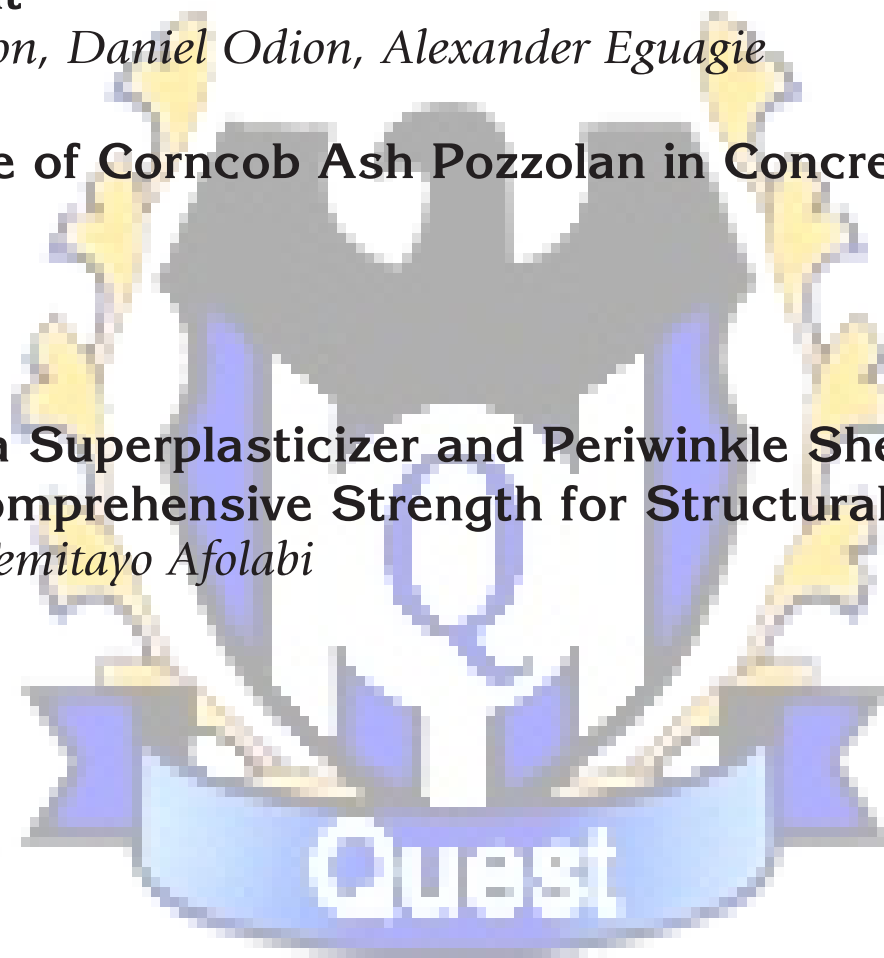 on, Daniel Odion, Alexander Eguagie
e of Corncob Ash Pozzolan in Concre
a Superplasticizer and Periwinkle She
omprehensive Strength for Structural
emitayo Afolabi
Q
Quest